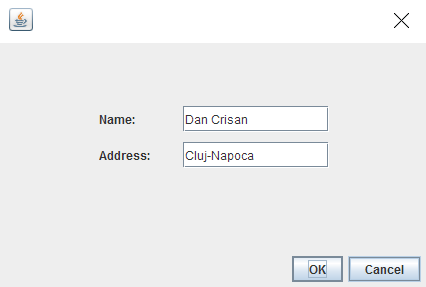 Name: Dan Crisan
Address: Cluj-Napoca
OK Cancel